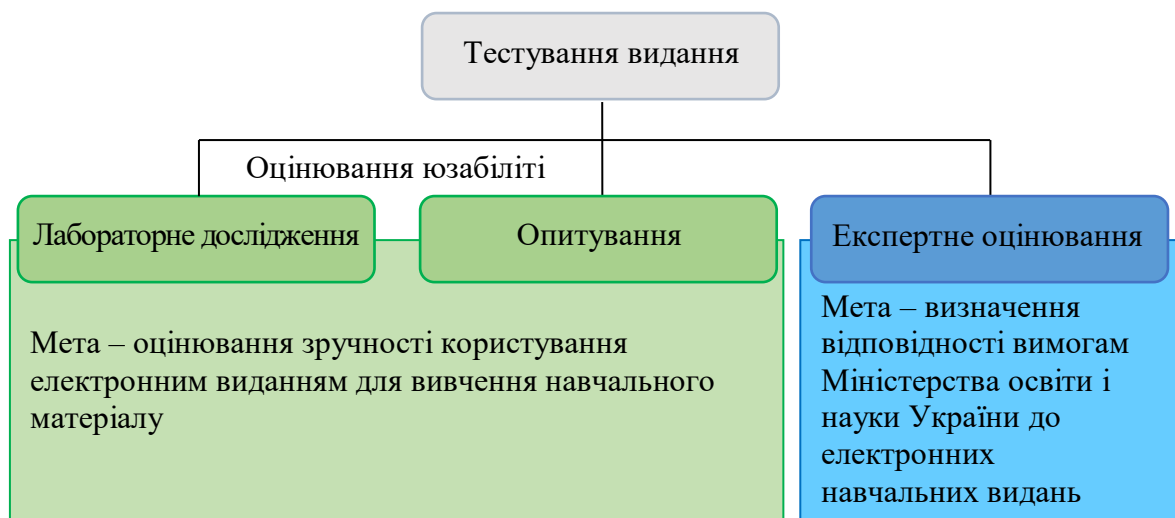 Тестування видання
Оцінювання юзабіліті
Лабораторне дослідження
Опитування
Експертне оцінювання
Мета – оцінювання зручності користування
електронним виданням для вивчення навчального
матеріалу
Мета – визначення
відповідності вимогам
Міністерства освіти і
науки України до
електронних
навчальних видань